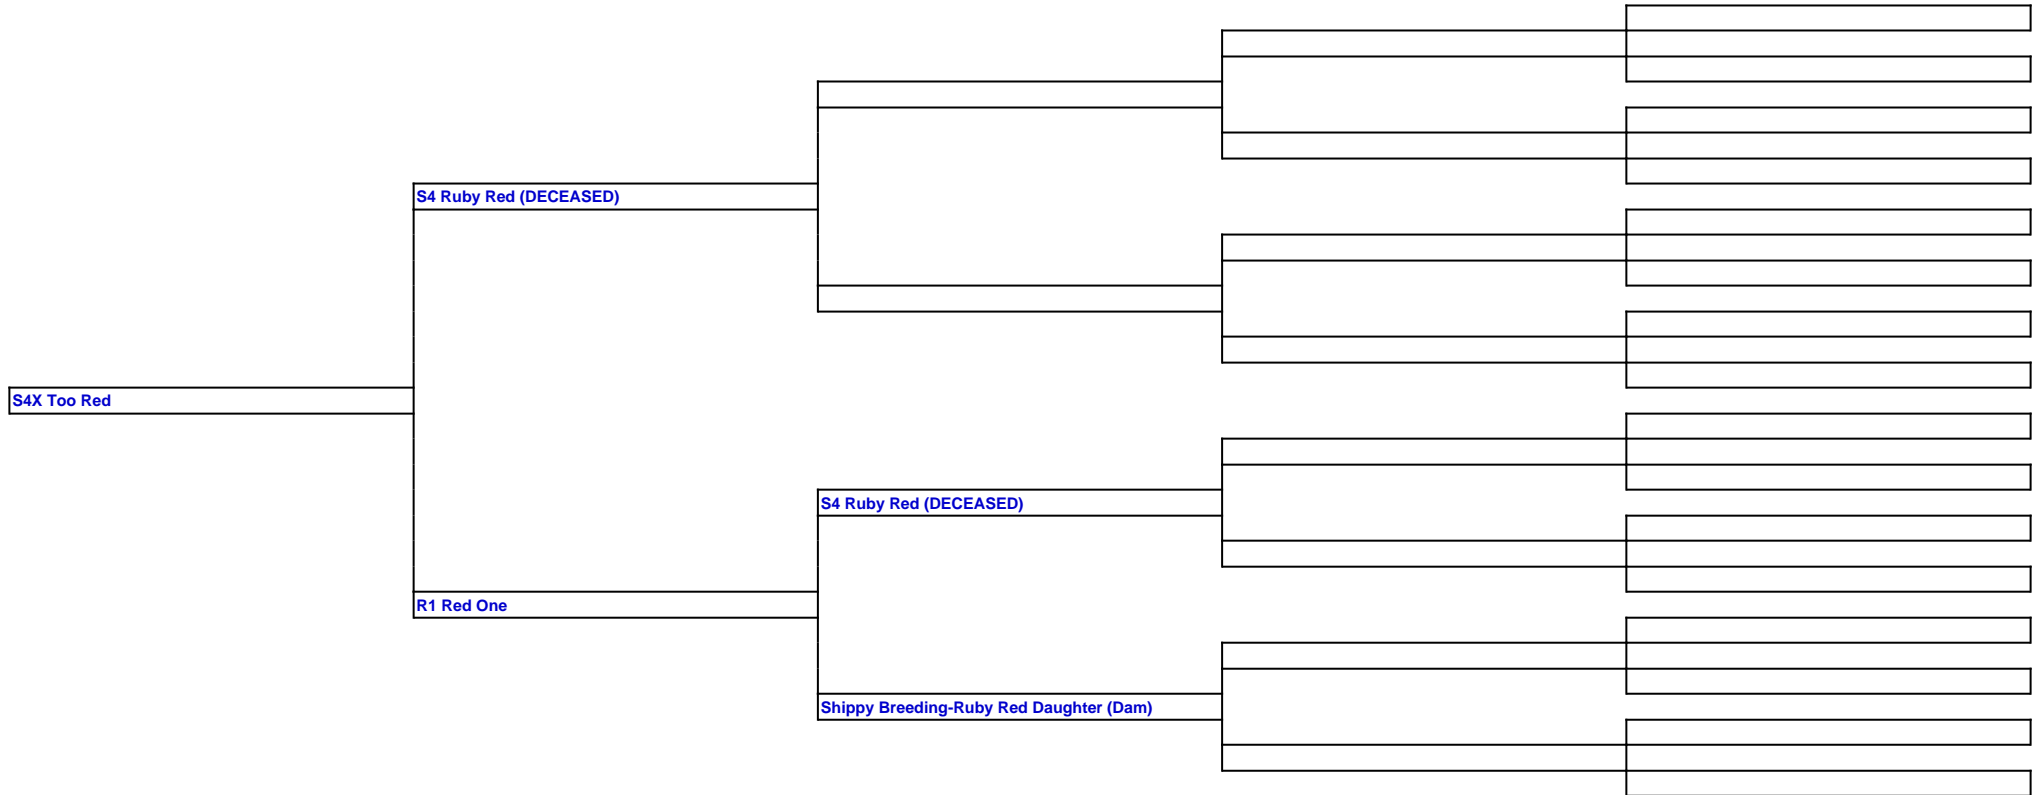 S4 Ruby Red (DECEASED)
S4X Too Red
S4 Ruby Red (DECEASED)
R1 Red One
Shippy Breeding-Ruby Red Daughter (Dam)